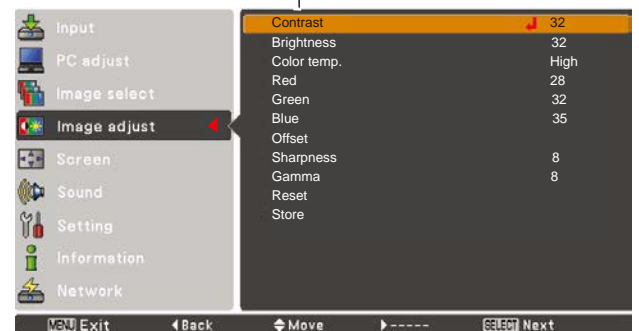 Input
PC adjust
Image select
Image adjust
Screen
Sound
Setting
Information
Network
Contrast 32
Brightness 32
Color temp. High
Red 28
Green 32
Blue 35
Offset
Sharpness 8
Gamma 8
Reset
Store
MENU Exit Back Move ----- SELECT Next